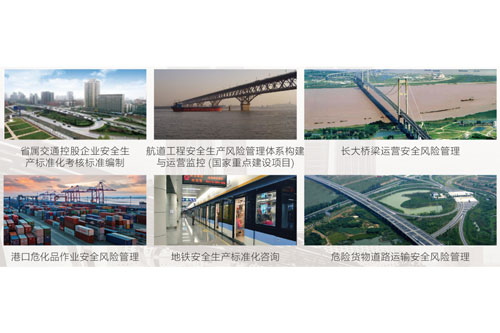 省属交通控股企业安全生
产标准化考核标准编制
航道工程安全生产风险管理体系构建
与运营监控 (国家重点建设项目)
长大桥梁运营安全风险管理
港口危化品作业安全风险管理
地铁安全生产标准化咨询
危险货物道路运输安全风险管理